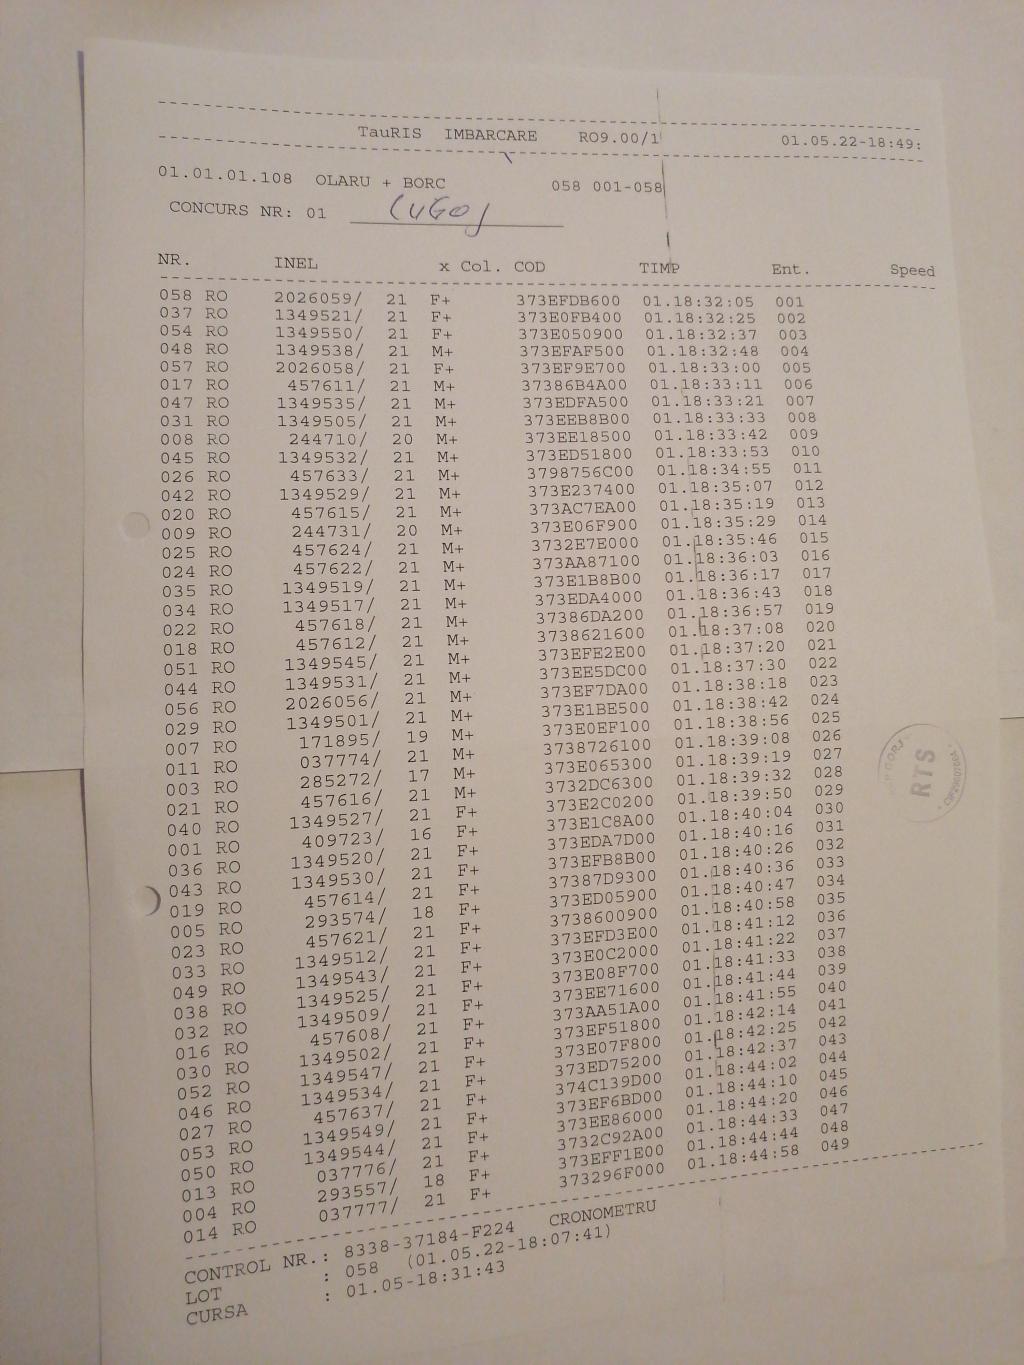 TauRIS IMBARCARE RO9.00/1 01.05.22-18:49:
01.01.01.108 OLARU + BORC 058 001-058
CONCURS NR: 01
NR. INEL x Col. COD TIMP Ent. Speed
058 RO 2026059/ 21 F+ 373EFDB600 01.18:32:05 001
037 RO 1349521/ 21 F+ 373E0FB400 01.18:32:25 002
054 RO 1349550/ 21 F+ 373E050900 01.18:32:37 003
048 RO 1349538/ 21 M+ 373EFAF500 01.18:32:48 004
057 RO 2026058/ 21 F+ 373EF9E700 01.18:33:00 005
017 RO 457611/ 21 M+ 37386B4A00 01.18:33:11 006
047 RO 1349535/ 21 M+ 373EDFA500 01.18:33:21 007
031 RO 1349505/ 21 M+ 373EEB8B00 01.18:33:33 008
008 RO 244710/ 20 M+ 373EE18500 01.18:33:42 009
045 RO 1349532/ 21 M+ 373ED51800 01.18:33:53 010
026 RO 457633/ 21 M+ 3798756C00 01.18:34:55 011
042 RO 1349529/ 21 M+ 373E237400 01.18:35:07 012
020 RO 457615/ 21 M+ 373AC7EA00 01.18:35:19 013
009 RO 244731/ 20 M+ 373E06F900 01.18:35:29 014
025 RO 457624/ 21 M+ 3732E7E000 01.18:35:46 015
024 RO 457622/ 21 M+ 373AA87100 01.18:36:03 016
035 RO 1349519/ 21 M+ 373E1B8B00 01.18:36:17 017
034 RO 1349517/ 21 M+ 373EDA4000 01.18:36:43 018
022 RO 457618/ 21 M+ 37386DA200 01.18:36:57 019
018 RO 457612/ 21 M+ 3738621600 01.18:37:08 020
051 RO 1349545/ 21 M+ 373EFE2E00 01.18:37:20 021
044 RO 1349531/ 21 M+ 373EE5DC00 01.18:37:30 022
056 RO 2026056/ 21 M+ 373EF7DA00 01.18:38:18 023
029 RO 1349501/ 21 M+ 373E1BE500 01.18:38:42 024
007 RO 171895/ 19 M+ 373E0EF100 01.18:38:56 025
011 RO 037774/ 21 M+ 3738726100 01.18:39:08 026
003 RO 285272/ 17 M+ 373E065300 01.18:39:19 027
021 RO 457616/ 21 M+ 3732DC6300 01.18:39:32 028
040 RO 1349527/ 21 F+ 373E2C0200 01.18:39:50 029
001 RO 409723/ 16 F+ 373E1C8A00 01.18:40:04 030
036 RO 1349520/ 21 F+ 373EDA7D00 01.18:40:16 031
043 RO 1349530/ 21 F+ 373EFB8B00 01.18:40:26 032
019 RO 457614/ 21 F+ 37387D9300 01.18:40:36 033
005 RO 293574/ 18 F+ 373ED05900 01.18:40:47 034
023 RO 457621/ 21 F+ 3738600900 01.18:40:58 035
033 RO 1349512/ 21 F+ 373EFD3E00 01.18:41:12 036
049 RO 1349543/ 21 F+ 373E0C2000 01.18:41:22 037
038 RO 1349525/ 21 F+ 373E08F700 01.18:41:33 038
032 RO 1349509/ 21 F+ 373EE71600 01.18:41:44 039
016 RO 457608/ 21 F+ 373AA51A00 01.18:41:55 040
030 RO 1349502/ 21 F+ 373EF51800 01.18:42:14 041
052 RO 1349547/ 21 F+ 373E07F800 01.18:42:25 042
046 RO 1349534/ 21 F+ 373ED75200 01.18:42:37 043
027 RO 457637/ 21 F+ 374C139D00 01.18:44:02 044
053 RO 1349549/ 21 F+ 373EF6BD00 01.18:44:10 045
050 RO 1349544/ 21 F+ 373EE86000 01.18:44:20 046
013 RO 037776/ 21 F+ 3732C92A00 01.18:44:33 047
004 RO 293557/ 18 F+ 373EFF1E00 01.18:44:44 048
014 RO 037777/ 21 F+ 373296F000 01.18:44:58 049
RTS
CONTROL NR.: 8338-37184-F224 CRONOMETRU
LOT : 058 (01.05.22-18:07:41)
CURSA : 01.05-18:31:43